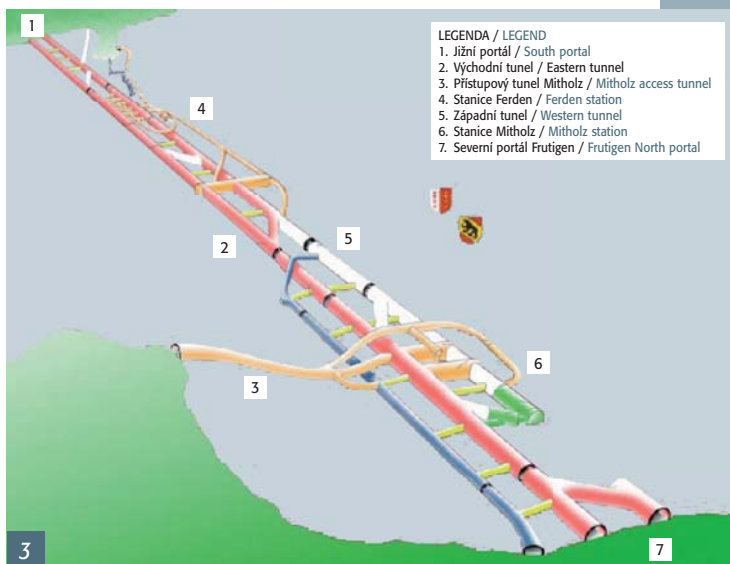 1
LEGENDA / LEGEND
1. Jižní portál / South portal
2. Východní tunel / Eastern tunnel
3. Přístupový tunel Mitholz / Mitholz access tunnel
4. Stanice Ferden / Ferden station
5. Západní tunel / Western tunnel
6. Stanice Mitholz / Mitholz station
7. Severní portál Frutigen / Frutigen North portal
4
2
5
3
6
3
7